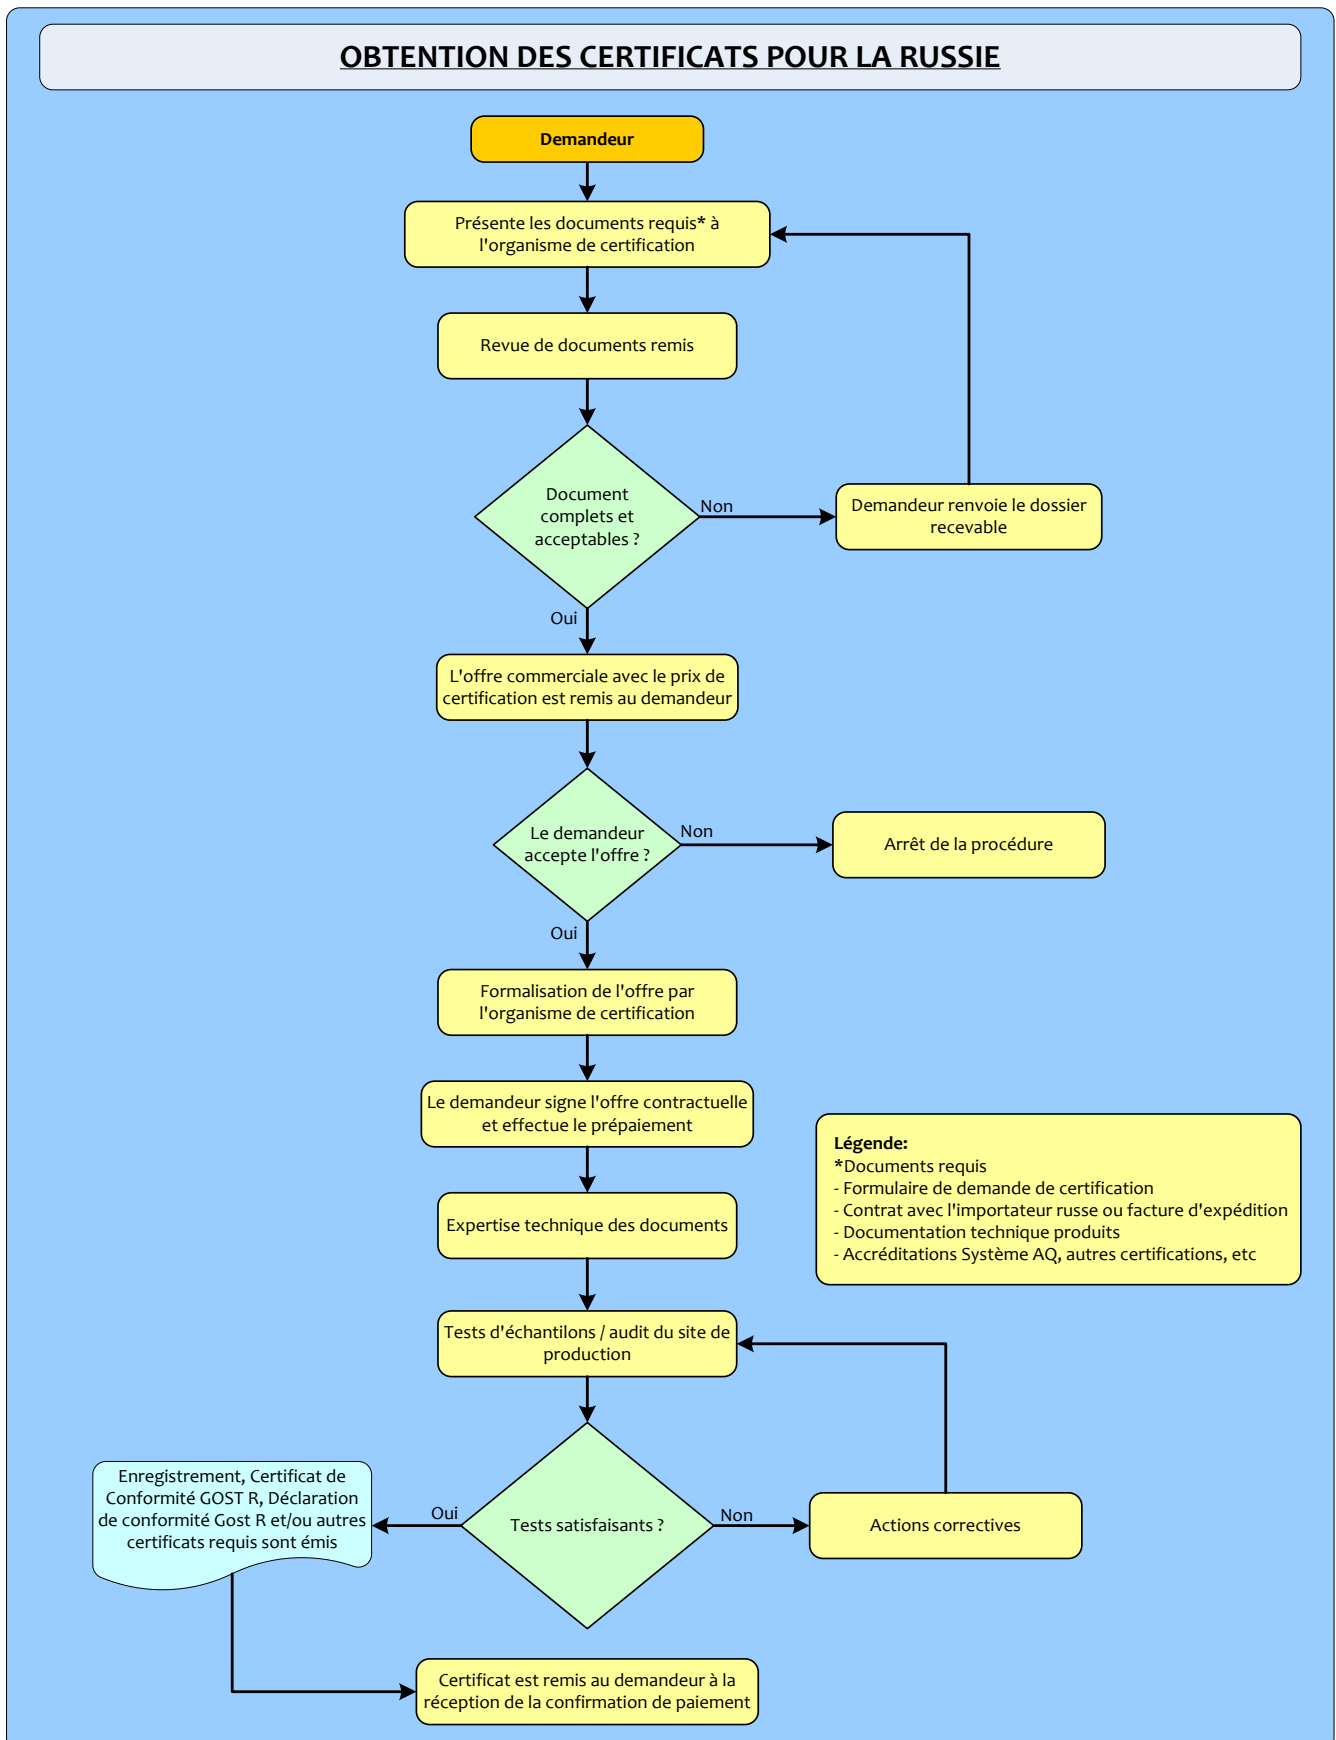 OBTENTION DES CERTIFICATS POUR LA RUSSIE
Demandeur
Présente les documents requis* à
l'organisme de certification
Revue de documents remis
Document
complets et
acceptables ?
Non
Demandeur renvoie le dossier
recevable
Oui
L'offre commerciale avec le prix de
certification est remis au demandeur
Le demandeur
accepte l'offre ?
Non
Arrêt de la procédure
Oui
Formalisation de l'offre par
l'organisme de certification
Le demandeur signe l'offre contractuelle
et effectue le prépaiement
Légende:
*Documents requis
- Formulaire de demande de certification
- Contrat avec l'importateur russe ou facture d'expédition
- Documentation technique produits
- Accréditations Système AQ, autres certifications, etc
Expertise technique des documents
Tests d'échantilons / audit du site de
production
Tests satisfaisants ?
Oui
Non
Enregistrement, Certificat de
Conformité GOST R, Déclaration
de conformité Gost R et/ou autres
certificats requis sont émis
Actions correctives
Certificat est remis au demandeur à la
réception de la confirmation de paiement